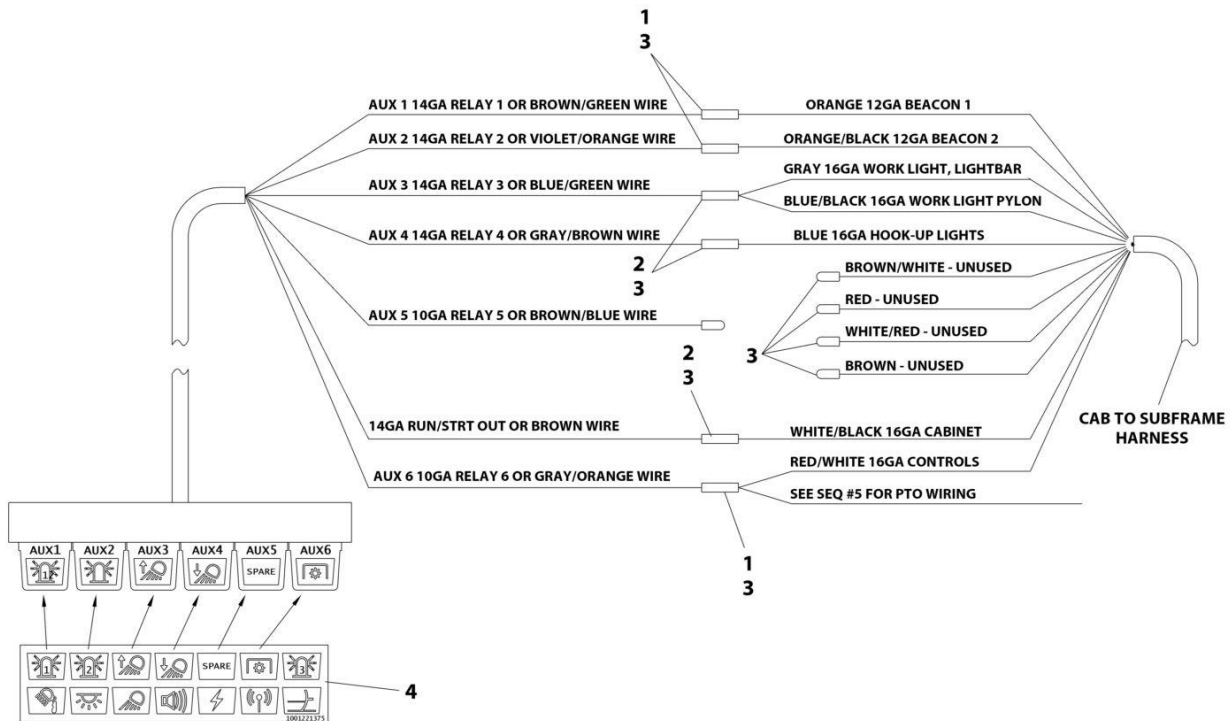 1
3
AUX 1 14GA RELAY 1 OR BROWN/GREEN WIRE
ORANGE 12GA BEACON 1
AUX 2 14GA RELAY 2 OR VIOLET/ORANGE WIRE
ORANGE/BLACK 12GA BEACON 2
GRAY 16GA WORK LIGHT, LIGHTBAR
AUX 3 14GA RELAY 3 OR BLUE/GREEN WIRE
BLUE/BLACK 16GA WORK LIGHT PYLON
AUX 4 14GA RELAY 4 OR GRAY/BROWN WIRE
BLUE 16GA HOOK-UP LIGHTS
2
3
BROWN/WHITE - UNUSED
RED - UNUSED
AUX 5 10GA RELAY 5 OR BROWN/BLUE WIRE
WHITE/RED - UNUSED
2
3
3
BROWN - UNUSED
CAB TO SUBFRAME
HARNESS
14GA RUN/STRT OUT OR BROWN WIRE
WHITE/BLACK 16GA CABINET
RED/WHITE 16GA CONTROLS
AUX 6 10GA RELAY 6 OR GRAY/ORANGE WIRE
SEE SEQ #5 FOR PTO WIRING
1
3
AUX1 AUX2 AUX3 AUX4 AUX5 AUX6
SPARE
1 2 SPARE 3
4
1001221375